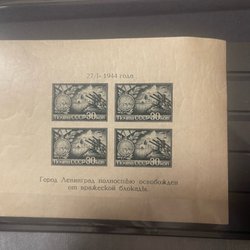 27/I - 1944 года
ПОЧТА СССР 30 КОП
ПОЧТА СССР 30 КОП
ПОЧТА СССР 30 КОП
ПОЧТА СССР 30 КОП
Город Ленинград полностью освобожден
от вражеской блокады.